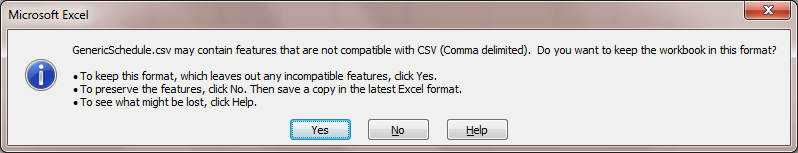 Microsoft Excel
GenericSchedule.csv may contain features that are not compatible with CSV (Comma delimited).  Do you want to keep the workbook in this format?
• To keep this format, which leaves out any incompatible features, click Yes.
• To preserve the features, click No. Then save a copy in the latest Excel format.
• To see what might be lost, click Help.
Yes No Help